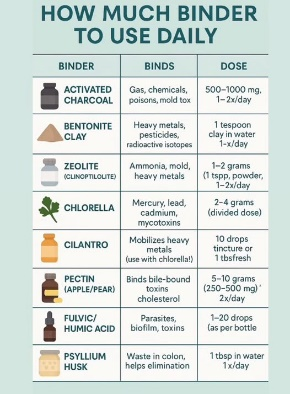 HOW MUCH BINDER
TO USE DAILY
BINDER BINDS DOSE
ACTIVATED
CHARCOAL
Gas, chemicals,
poisons, mold tox
500–1000 mg,
1–2x/day
BENTONITE
CLAY
Heavy metals,
pesticides,
radioactive isotopes
1 teaspoon
clay in water
1-x/day)
ZEOLITE
(CLINOPTILOLITE)
Ammonia, mold,
heavy metals
1–2 grams
(1 tspp, powder,
1–2x/day)
CHLORELLA
Mercury, lead,
cadmium,
mycotoxins
2–4 grams
(divided dose)
CILANTRO
Mobilizes heavy
metals
(use with chlorella!)
10 drops
tincture or
1 tbsfresh
PECTIN
(APPLE/PEAR)
Binds bile-bound
toxins
cholesterol
5–10 grams
(250–500 mg)'
2x/day
FULVIC/
HUMIC ACID
Parasites,
biofilm, toxins
1–20 drops
(as per bottle
PSYLLIUM
HUSK
Waste in colon,
helps elimination
1 tbsp in water
1 x/day)